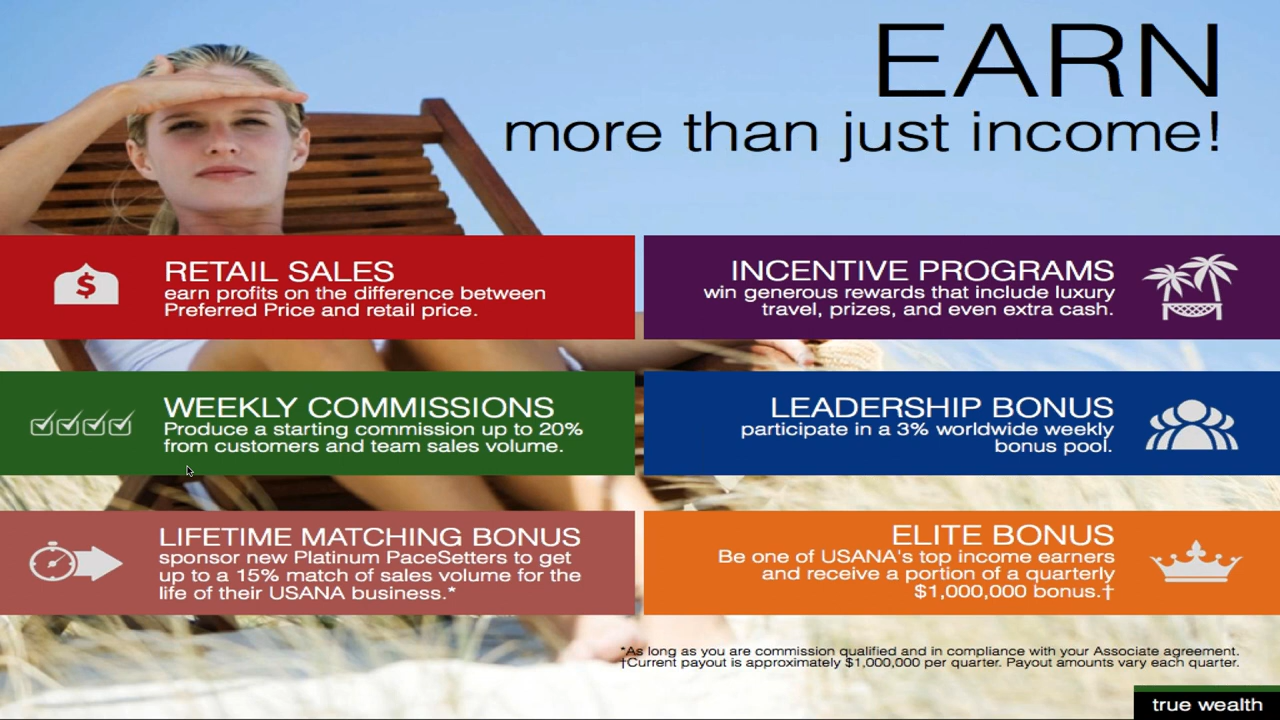 EARN
more than just income!
RETAIL SALES
earn profits on the difference between
Preferred Price and retail price.
INCENTIVE PROGRAMS
win generous rewards that include luxury
travel, prizes, and even extra cash.
WEEKLY COMMISSIONS
Produce a starting commission up to 20%
from customers and team sales volume.
LEADERSHIP BONUS
participate in a 3% worldwide weekly
bonus pool.
LIFETIME MATCHING BONUS
sponsor new Platinum PaceSetters to get
up to a 15% match of sales volume for the
life of their USANA business.*
ELITE BONUS
Be one of USANA's top income earners
and receive a portion of a quarterly
$1,000,000 bonus.†
*As long as you are commission qualified and in compliance with your Associate agreement.
†Current payout is approximately $1,000,000 per quarter. Payout amounts vary each quarter.
true wealth